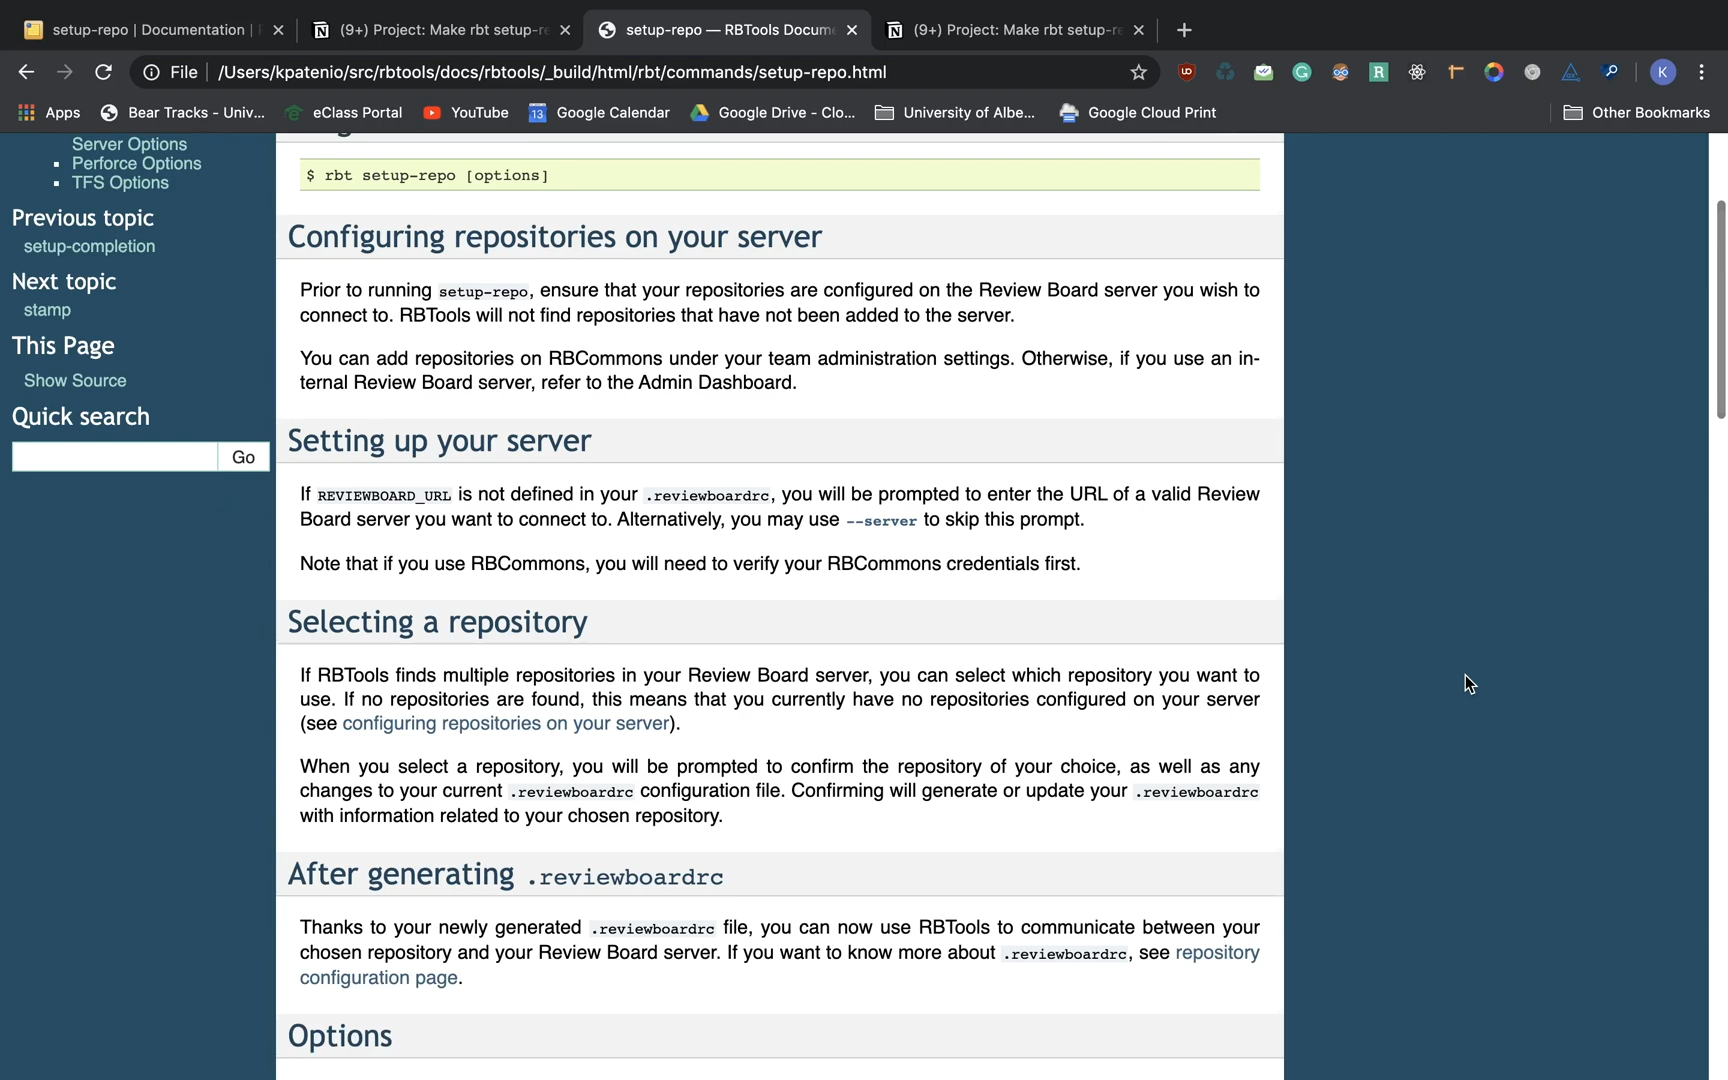 setup-repo | Documentation |
(9+) Project: Make rbt setup-re
setup-repo — RBTools Docum
(9+) Project: Make rbt setup-re
File
/Users/kpatenio/src/rbtools/docs/rbtools/_build/html/rbt/commands/setup-repo.html
K
Apps
Bear Tracks - Univ...
eClass Portal
YouTube
13
Google Calendar
Google Drive - Clo...
University of Albe...
Google Cloud Print
Other Bookmarks
Server Options
Perforce Options
TFS Options
Previous topic
setup-completion
Next topic
stamp
This Page
Show Source
Quick search
Go
$ rbt setup-repo [options]
Configuring repositories on your server
Prior to running setup-repo, ensure that your repositories are configured on the Review Board server you wish to
connect to. RBTools will not find repositories that have not been added to the server.
You can add repositories on RBCommons under your team administration settings. Otherwise, if you use an in-
ternal Review Board server, refer to the Admin Dashboard.
Setting up your server
If REVIEWBOARD_URL is not defined in your .reviewboardrc, you will be prompted to enter the URL of a valid Review
Board server you want to connect to. Alternatively, you may use --server to skip this prompt.
Note that if you use RBCommons, you will need to verify your RBCommons credentials first.
Selecting a repository
If RBTools finds multiple repositories in your Review Board server, you can select which repository you want to
use. If no repositories are found, this means that you currently have no repositories configured on your server
(see configuring repositories on your server).
When you select a repository, you will be prompted to confirm the repository of your choice, as well as any
changes to your current .reviewboardrc configuration file. Confirming will generate or update your .reviewboardrc
with information related to your chosen repository.
After generating .reviewboardrc
Thanks to your newly generated .reviewboardrc file, you can now use RBTools to communicate between your
chosen repository and your Review Board server. If you want to know more about .reviewboardrc, see repository
configuration page.
Options